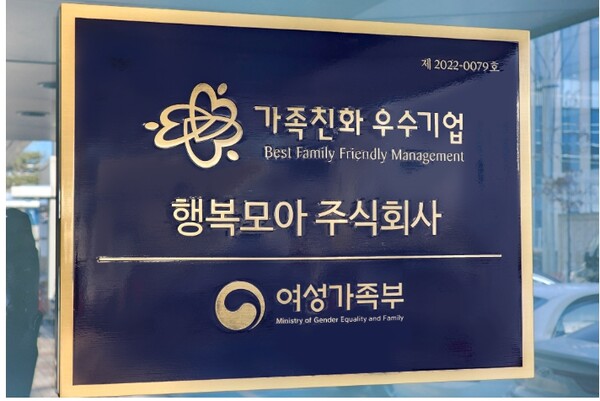 제 2022-0079 호
가족친화 우수기업
Best Family Friendly Management
행복모아 주식회사
여성가족부
Ministry of Gender Equality and Family